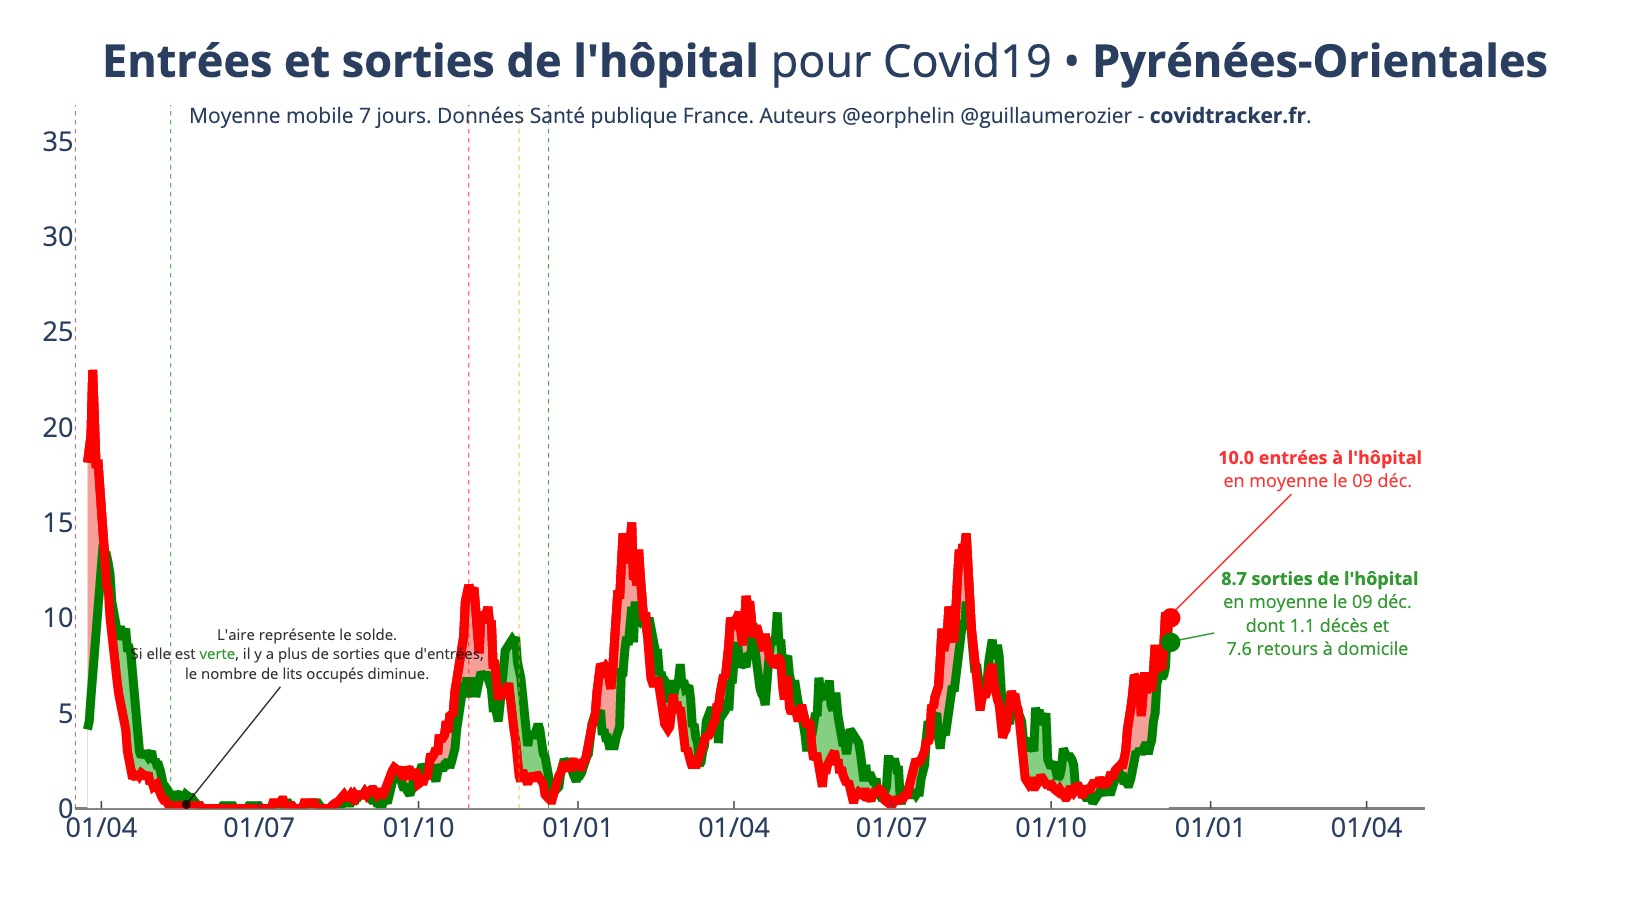 Entrées et sorties de l'hôpital pour Covid19 • Pyrénées-Orientales
Moyenne mobile 7 jours. Données Santé publique France. Auteurs @eorphelin @guillaumerozier - covidtracker.fr.
35
30
25
20
15
10
5
0
10.0 entrées à l'hôpital
en moyenne le 09 déc.
8.7 sorties de l'hôpital
en moyenne le 09 déc.
dont 1.1 décès et
7.6 retours à domicile
L'aire représente le solde.
Si elle est verte, il y a plus de sorties que d'entrées,
le nombre de lits occupés diminue.
01/04 01/07 01/10 01/01 01/04 01/07 01/10 01/01 01/04